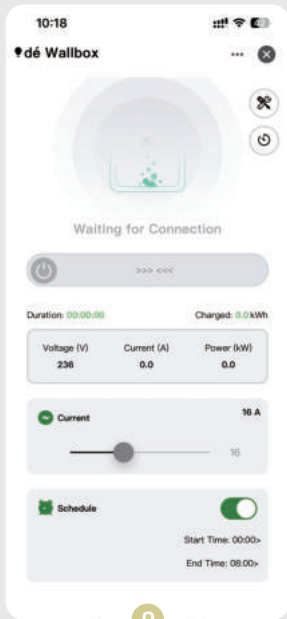 10:18
dé Wallbox
Waiting for Connection
>>> <<<
Duration: 00:00:00 Charged: 0.0 kWh
Voltage (V) Current (A) Power (kW)
236 0.0 0.0
Current 16 A
16
Schedule
Start Time: 00:00>
End Time: 08:00>